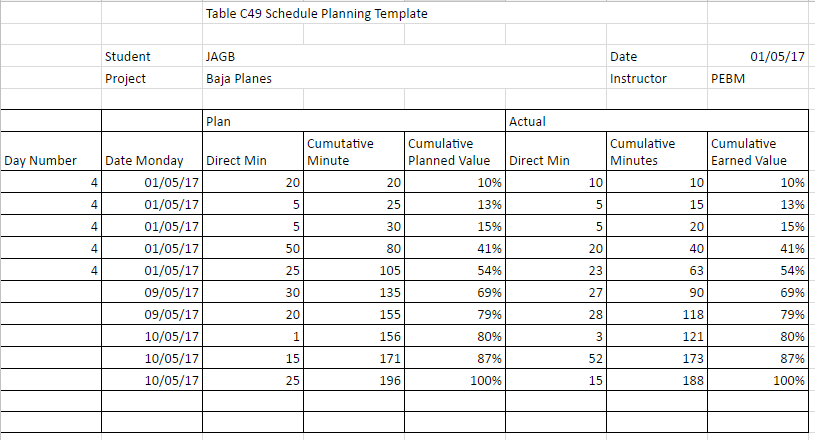 Table C49 Schedule Planning Template
Student JAGB Date 01/05/17
Project Baja Planes Instructor PEBM
Plan Actual
Day Number Date Monday Direct Min Cumutative Minute Cumulative Planned Value Direct Min Cumulative Minutes Cumulative Earned Value
4 01/05/17 20 20 10% 10 10 10%
4 01/05/17 5 25 13% 5 15 13%
4 01/05/17 5 30 15% 5 20 15%
4 01/05/17 50 80 41% 20 40 41%
4 01/05/17 25 105 54% 23 63 54%
09/05/17 30 135 69% 27 90 69%
09/05/17 20 155 79% 28 118 79%
10/05/17 1 156 80% 3 121 80%
10/05/17 15 171 87% 52 173 87%
10/05/17 25 196 100% 15 188 100%